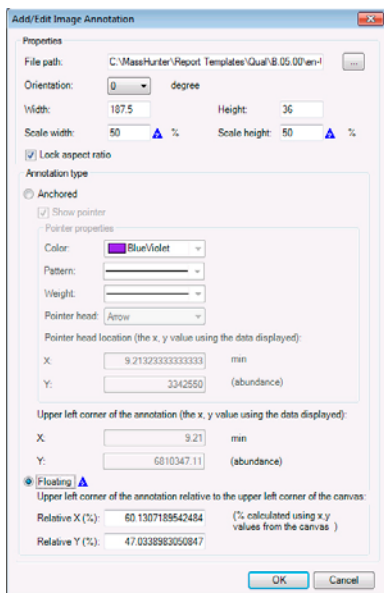 Add/Edit Image Annotation
Properties
File path: C:\MassHunter\Report Templates\Qual\B.05.00\en- ...
Orientation: 0 degree
Width: 187.5 Height: 36
Scale width: 50 % Scale height: 50 %
Lock aspect ratio
Annotation type
Anchored
Show pointer
Pointer properties
Color: BlueViolet
Pattern:
Weight:
Pointer head: Arrow
Pointer head location (the x, y value using the data displayed):
X: 9.21323333333333 min
Y: 3342550 (abundance)
Upper left corner of the annotation (the x, y value using the data displayed):
X: 9.21 min
Y: 6810347.11 (abundance)
Floating
Upper left corner of the annotation relative to the upper left corner of the canvas:
Relative X (%): 60.1307189542484 (% calculated using x,y
values from the canvas )
Relative Y (%): 47.0338983050847
OK Cancel